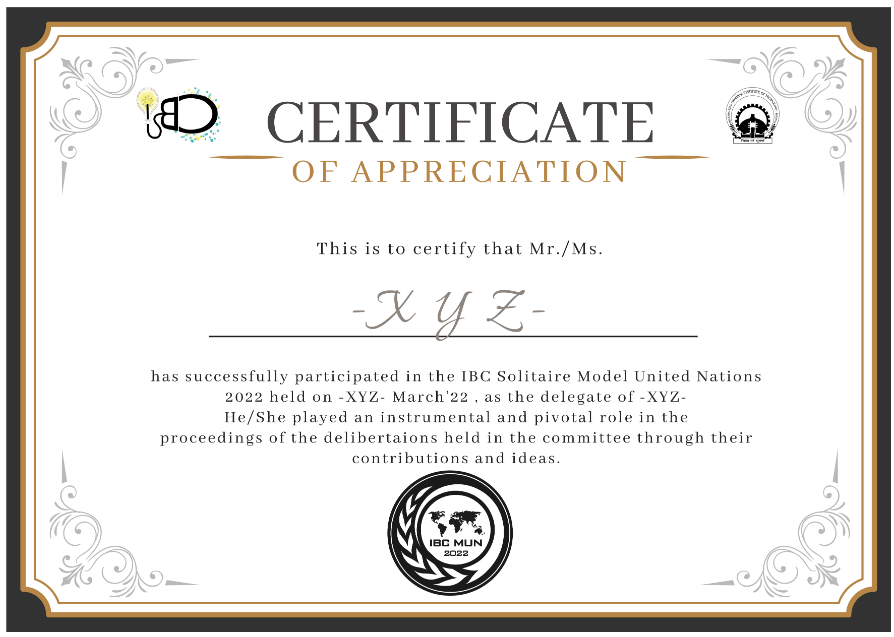 CERTIFICATE
OF APPRECIATION
This is to certify that Mr./Ms.
-X Y Z-
has successfully participated in the IBC Solitaire Model United Nations
2022 held on -XYZ- March'22 , as the delegate of -XYZ-
He/She played an instrumental and pivotal role in the
proceedings of the delibertaions held in the committee through their
contributions and ideas.
IBC MUN
2022